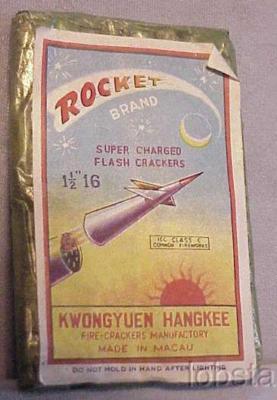 ROCKET
BRAND
SUPER CHARGED
FLASH CRACKERS
1½" 16
ICC CLASS C
COMMON FIREWORKS
KWONGYUEN HANGKEE
FIRE-CRACKERS MANUFACTORY
MADE IN MACAU
DO NOT HOLD IN HAND AFTER LIGHTING
lobsta